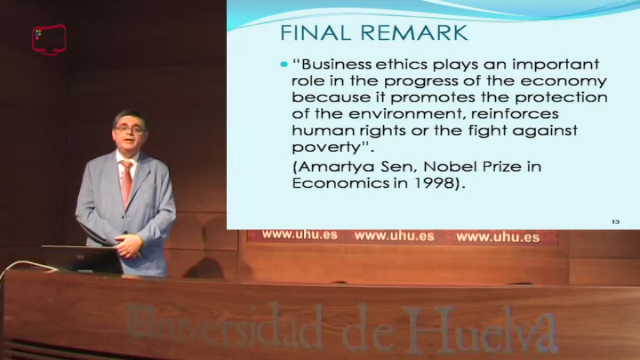 FINAL REMARK
"Business ethics plays an important
role in the progress of the economy
because it promotes the protection
of the environment, reinforces
human rights or the fight against
poverty".
(Amartya Sen, Nobel Prize in
Economics in 1998).
13
www.uhu.es www.uhu.es www.uhu.es
Universidad de Huelva